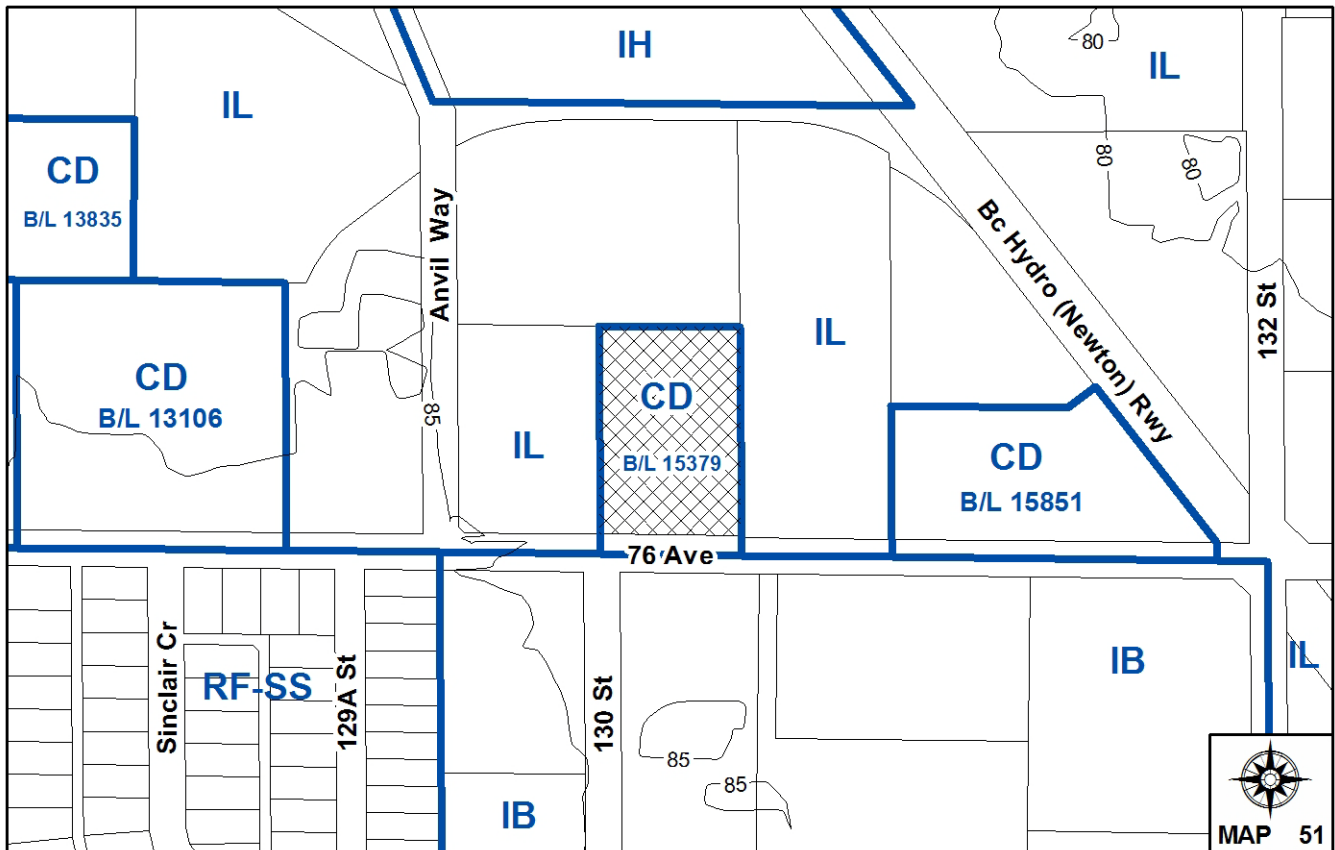 IH
80
IL
IL
CD
B/L 13835
80
80
Anvil Way
Bc Hydro (Newton) Rwy
132 St
IL
CD
B/L 13106
CD
B/L 15379
85
IL
CD
B/L 15851
76 Ave
Sinclair Cr
RF-SS
129A St
130 St
IB
IL
85
85
IB
MAP 51